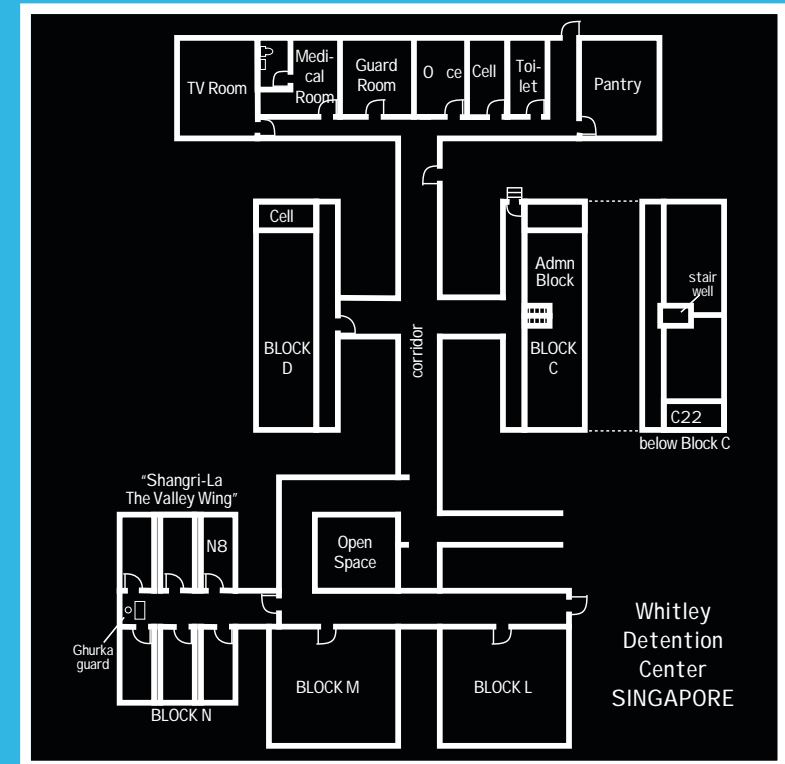 TV Room
Medi-
cal
Room
Guard
Room
O ce
Cell
Toi-
let
Pantry
Cell
BLOCK
D
corridor
Admn
Block
BLOCK
C
stair
well
C22
below Block C
"Shangri-La
The Valley Wing"
N8
Open
Space
Ghurka
guard
BLOCK N
BLOCK M
BLOCK L
Whitley
Detention
Center
SINGAPORE